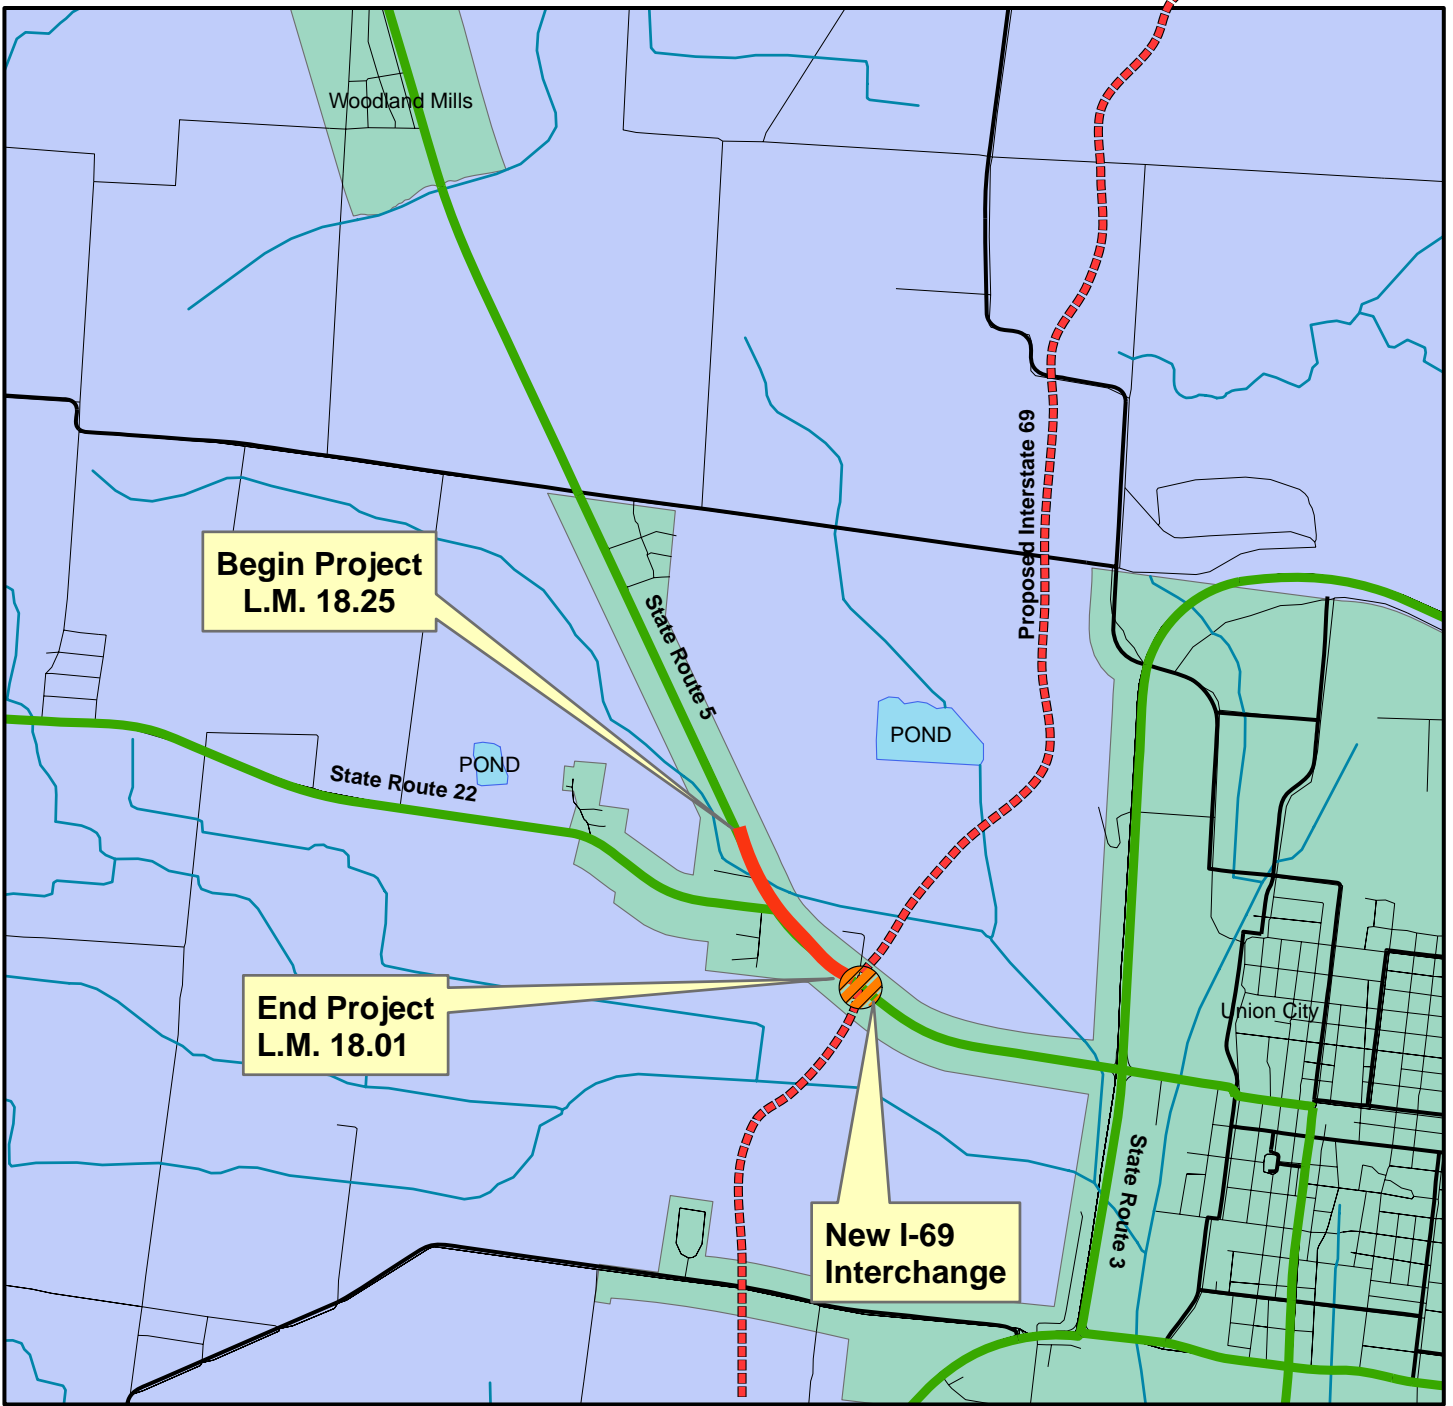 Woodland Mills
Proposed Interstate 69
Begin Project
L.M. 18.25
State Route 5
POND
POND
State Route 22
End Project
L.M. 18.01
Union City
State Route 3
New I-69
Interchange